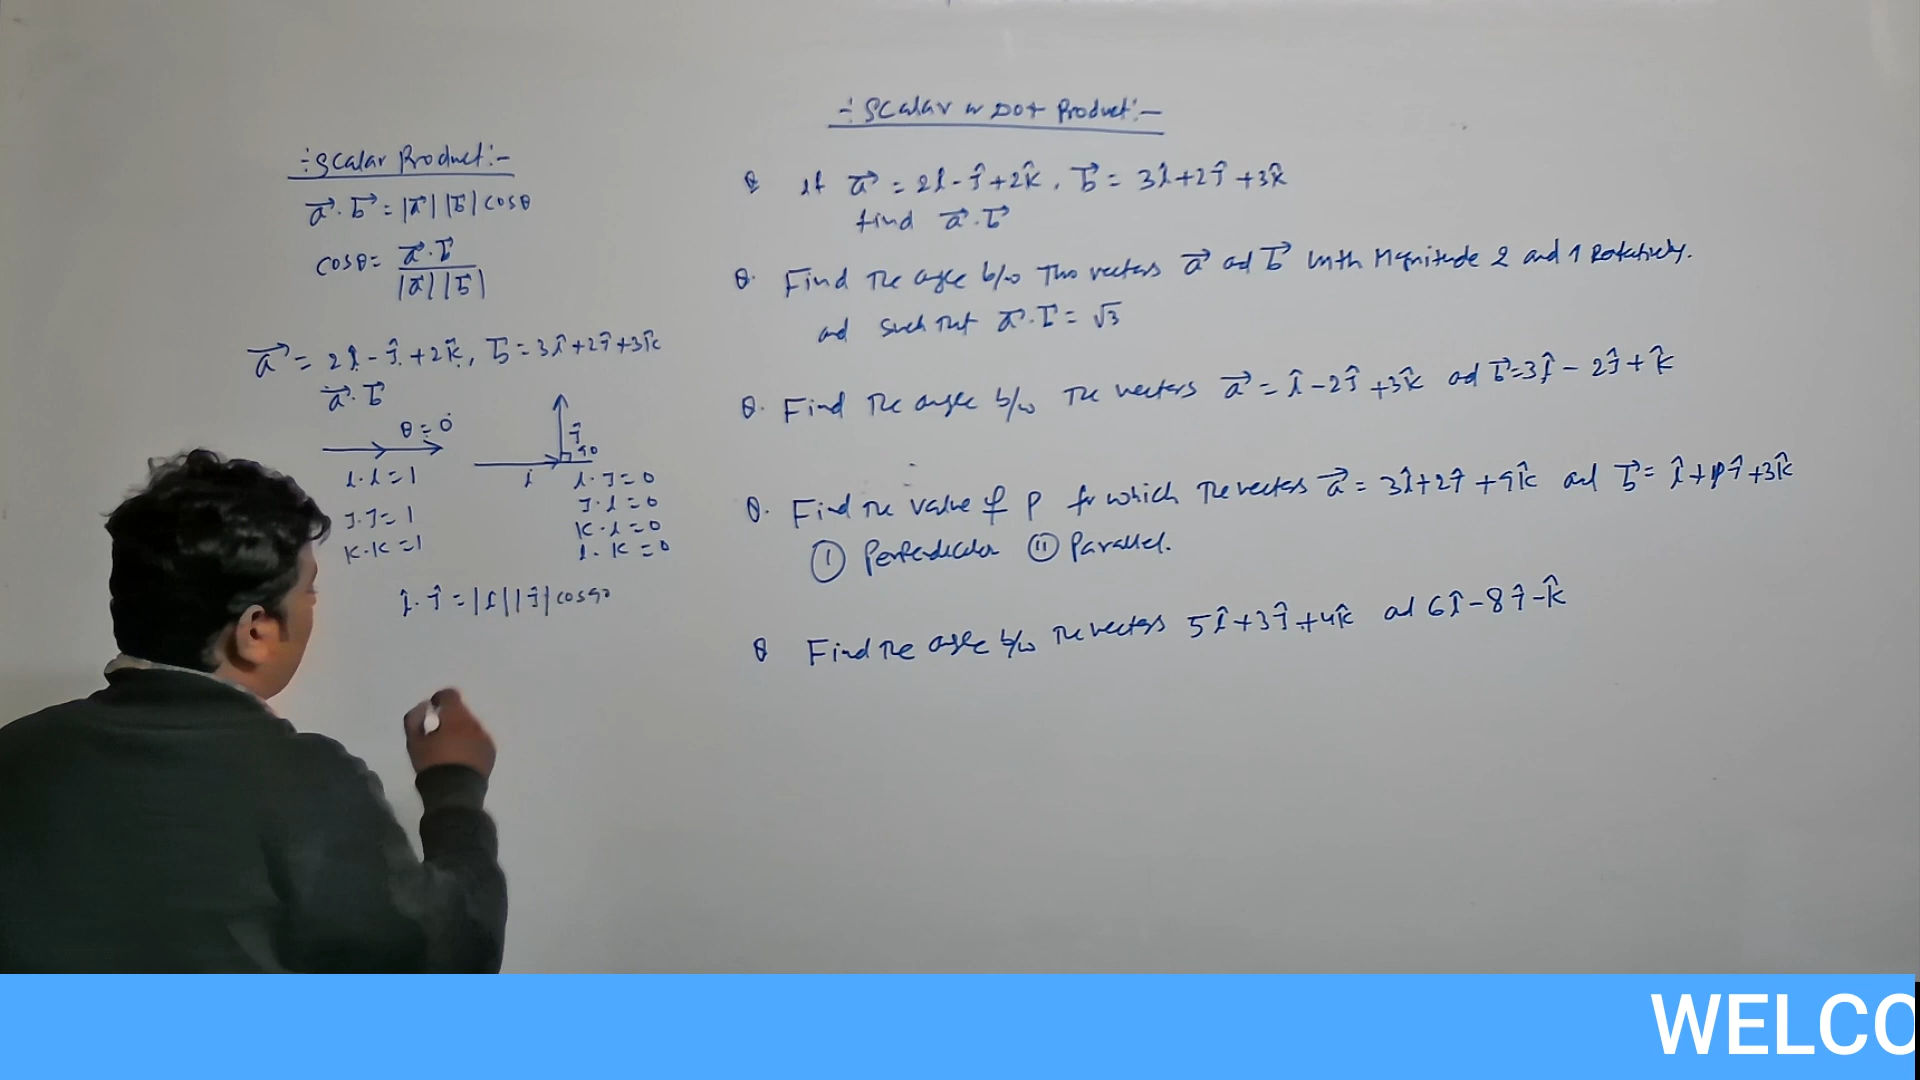 :- Scalar Product :-
a⃗. b⃗ = |a⃗| |b⃗| cosθ
cosθ = a⃗. b⃗
|a⃗| |b⃗|
a⃗ = 2î - ĵ + 2k̂, b⃗ = 3î + 2ĵ + 3k̂
a⃗. b⃗
θ = 0°
ĵ
90
i
i. i = 1
j. j = 1
k. k = 1
i. j = 0
j. i = 0
k. i = 0
i. k = 0
î. ĵ = |î| |ĵ| cos90
:- Scalar or Dot Product :-
Q If a⃗ = 2î - ĵ + 2k̂, b⃗ = 3î + 2ĵ + 3k̂
find a⃗. b⃗
Q. Find the angle b/w Two vectors a⃗ and b⃗ with Magnitude 2 and 1
and such that a⃗. b⃗ = √3
Q. Find the angle b/w the vectors a⃗ = î - 2ĵ + 3k̂ and b⃗ = 3î - 2ĵ + k̂
Q. Find the value of p for which the vectors a⃗ = 3î + 2ĵ + 9k̂ and b⃗ = î + pĵ + 3k̂
(I) Perpendicular (II) Parallel.
Q Find the angle b/w the vectors 5î + 3ĵ + 4k̂ and 6î - 8ĵ - k̂
WELCO